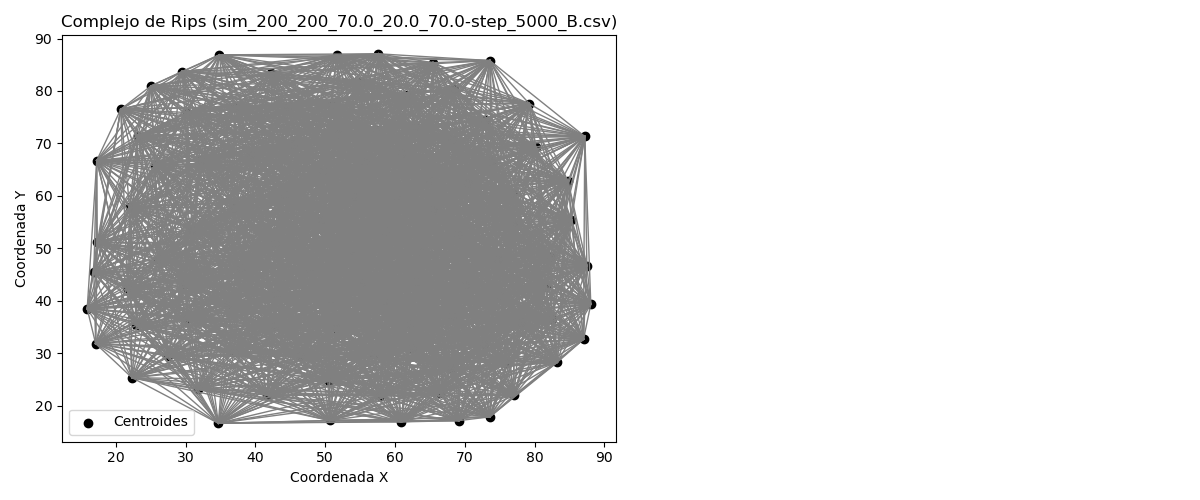 Complejo de Rips (sim_200_200_70.0_20.0_70.0-step_5000_B.csv)
90
80
70
60
50
40
30
20
Coordenada Y
Centroides
20 30 40 50 60 70 80 90
Coordenada X